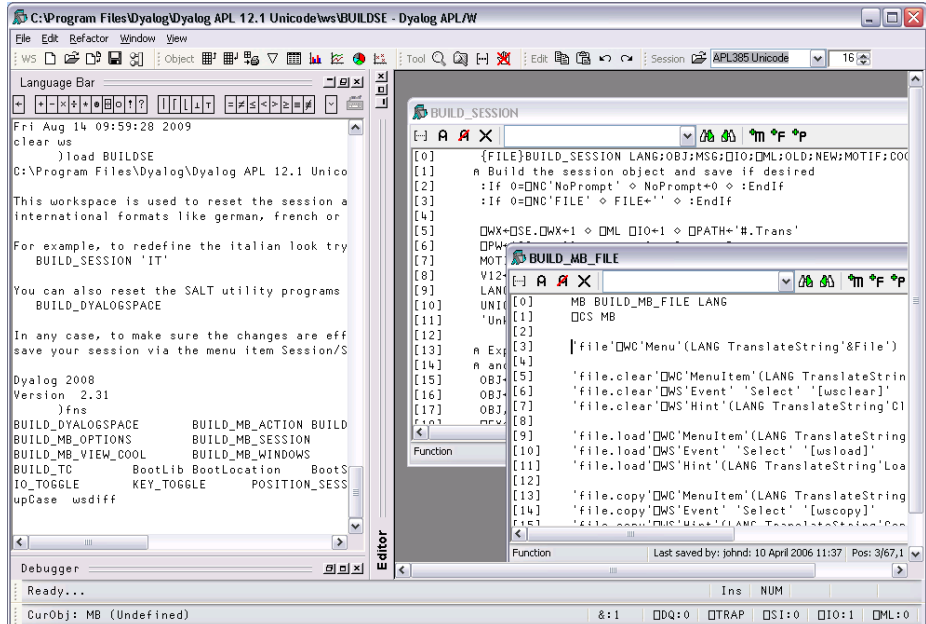 C:\Program Files\Dyalog\Dyalog APL 12.1 Unicode\ws\BUILDSE - Dyalog APL/W
File Edit Refactor Window View
WS Object Tool Edit Session APL385 Unicode 16
Language Bar
← + - × ÷ * ⍟ ⌹ ○ ! ? | ⌈ ⌊ ⊥ ⊤ = ≠ ≤ < > ≥ ≡ ≢
Fri Aug 14 09:59:28 2009
clear ws
)load BUILDSE
C:\Program Files\Dyalog\Dyalog APL 12.1 Unico
This workspace is used to reset the session a
international formats like german, french or
For example, to redefine the italian look try
BUILD_SESSION 'IT'
You can also reset the SALT utility programs
BUILD_DYALOGSPACE
In any case, to make sure the changes are eff
save your session via the menu item Session/S
Dyalog 2008
Version 2.31
)fns
BUILD_DYALOGSPACE BUILD_MB_ACTION BUILD
BUILD_MB_OPTIONS BUILD_MB_SESSION
BUILD_MB_VIEW_COOL BUILD_MB_WINDOWS
BUILD_TC BootLib BootLocation BootS
IO_TOGGLE KEY_TOGGLE POSITION_SESS
upCase wsdiff
Debugger
Editor
BUILD_SESSION
[0] {FILE}BUILD_SESSION LANG;OBJ;MSG;⎕IO;⎕ML;OLD;NEW;MOTIF;COO
[1] ⍝ Build the session object and save if desired
[2] :If 0=⎕NC'NoPrompt' ⋄ NoPrompt←0 ⋄ :EndIf
[3] :If 0=⎕NC'FILE' ⋄ FILE←'' ⋄ :EndIf
[4]
[5] ⎕WX←⎕SE.⎕WX←1 ⋄ ⎕ML ⎕IO←1 ⋄ ⎕PATH←'#.Trans'
[6] ⎕PW←
[7] MOT
[8] V12←
[9] LAN
[10] UNI
[11] 'Un
[12]
[13] ⍝ Exp
[14] ⍝ an
[15] OBJ←
[16] OBJ←
[17] OBJ,
Function
BUILD_MB_FILE
[0] MB BUILD_MB_FILE LANG
[1] ⎕CS MB
[2]
[3] 'file'⎕WC'Menu'(LANG TranslateString'&File')
[4]
[5] 'file.clear'⎕WC'MenuItem'(LANG TranslateStrin
[6] 'file.clear'⎕WS'Event' 'Select' '[wsclear]'
[7] 'file.clear'⎕WS'Hint'(LANG TranslateString'Cl
[8]
[9] 'file.load'⎕WC'MenuItem'(LANG TranslateString
[10] 'file.load'⎕WS'Event' 'Select' '[wsload]'
[11] 'file.load'⎕WS'Hint'(LANG TranslateString'Loa
[12]
[13] 'file.copy'⎕WC'MenuItem'(LANG TranslateString
[14] 'file.copy'⎕WS'Event' 'Select' '[wscopy]'
[15] 'file.copy'⎕WS'Hint'(LANG TranslateString'Cop
Function Last saved by: johnd: 10 April 2006 11:37 Pos: 3/67,1
Ready... Ins NUM
CurObj: MB (Undefined) &:1 ⎕DQ:0 ⎕TRAP ⎕SI:0 ⎕IO:1 ⎕ML:0